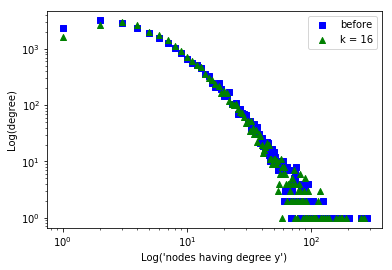 before
k = 16
10³
10²
10¹
10⁰
Log(degree)
10⁰
10¹
10²
Log('nodes having degree y')